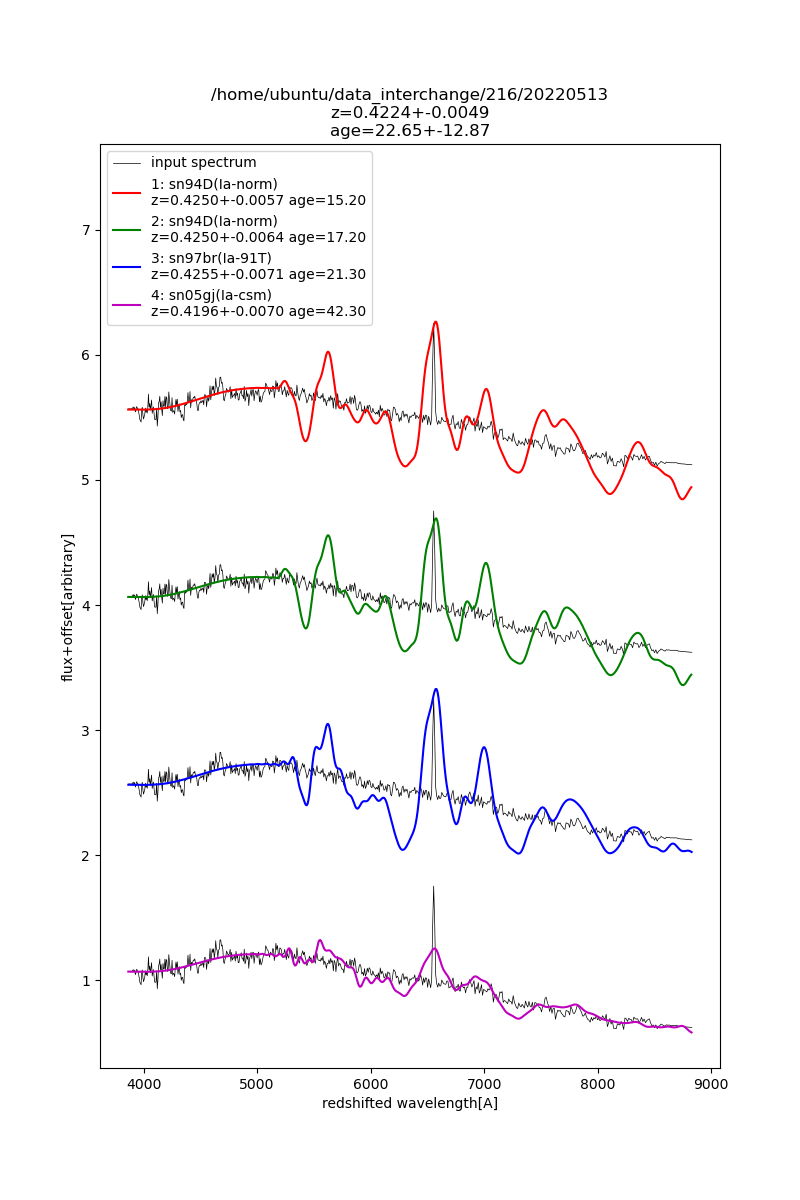 /home/ubuntu/data_interchange/216/20220513
z=0.4224+-0.0049
age=22.65+-12.87
input spectrum
1: sn94D(Ia-norm)
z=0.4250+-0.0057 age=15.20
2: sn94D(Ia-norm)
z=0.4250+-0.0064 age=17.20
3: sn97br(Ia-91T)
z=0.4255+-0.0071 age=21.30
4: sn05gj(Ia-csm)
z=0.4196+-0.0070 age=42.30
7
6
5
4
3
2
1
flux+offset[arbitrary]
4000 5000 6000 7000 8000 9000
redshifted wavelength[A]